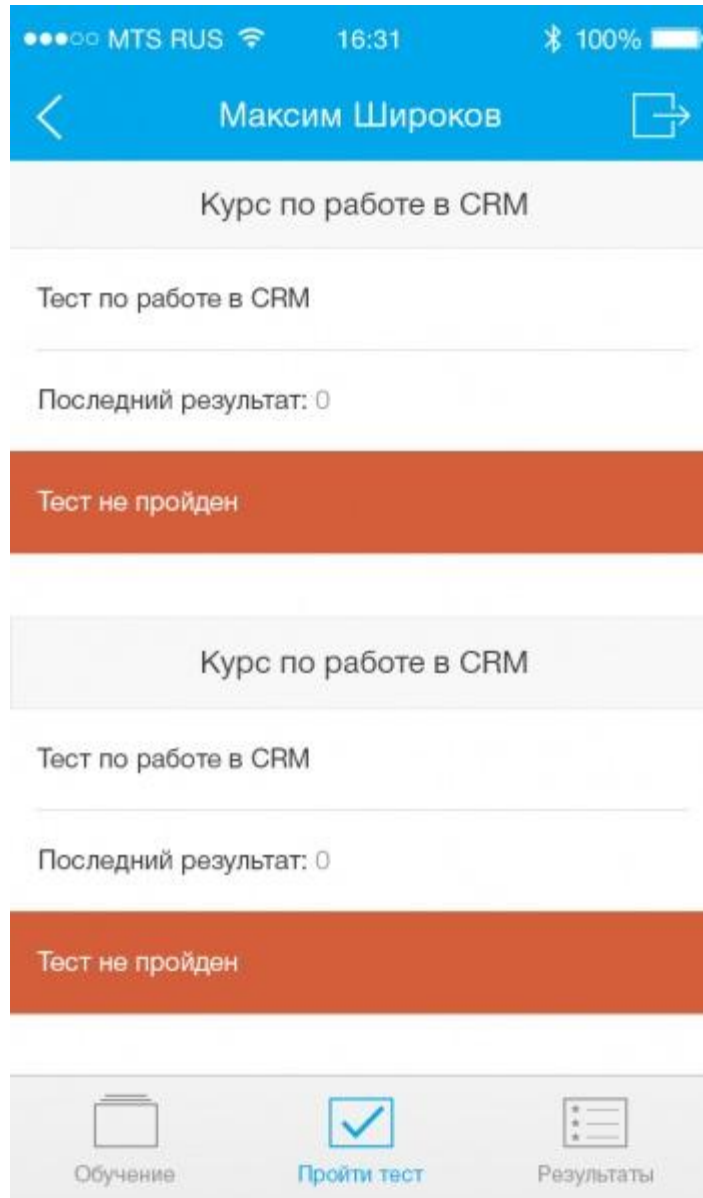 MTS RUS 16:31 100%
Максим Широков
Курс по работе в CRM
Тест по работе в CRM
Последний результат: 0
Тест не пройден
Курс по работе в CRM
Тест по работе в CRM
Последний результат: 0
Тест не пройден
Обучение Пройти тест Результаты